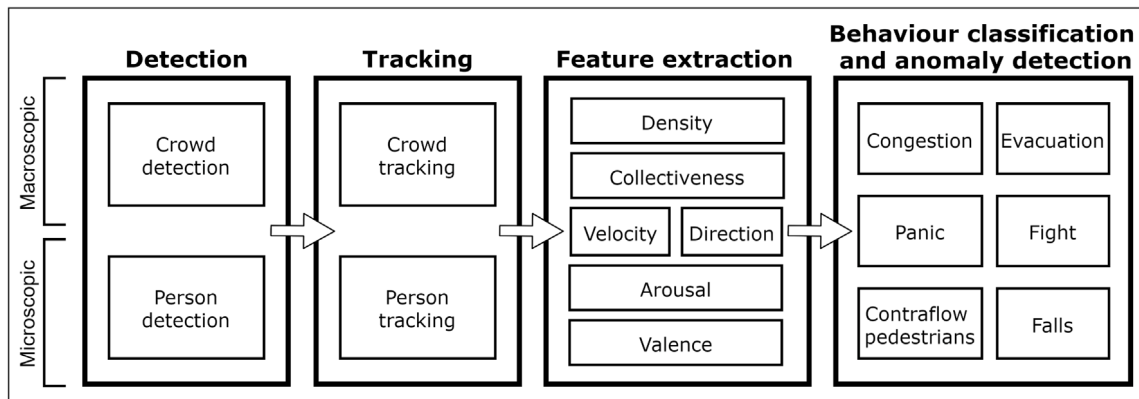 Detection
Tracking
Feature extraction
Behaviour classification
and anomaly detection
Macroscopic
Microscopic
Crowd
detection
Person
detection
Crowd
tracking
Person
tracking
Density
Collectiveness
Velocity
Direction
Arousal
Valence
Congestion
Evacuation
Panic
Fight
Contraflow
pedestrians
Falls